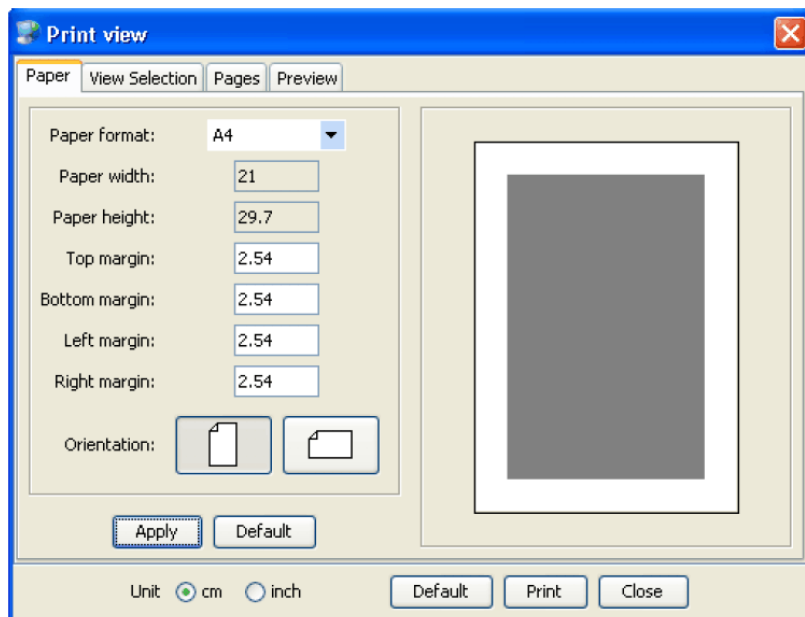 Print view
Paper View Selection Pages Preview
Paper format: A4
Paper width: 21
Paper height: 29.7
Top margin: 2.54
Bottom margin: 2.54
Left margin: 2.54
Right margin: 2.54
Orientation:
Apply Default
Unit cm inch Default Print Close